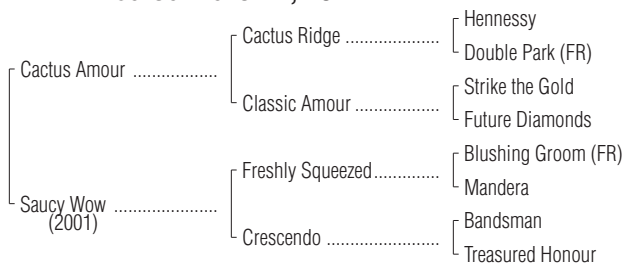 Hennessy
Cactus Ridge ....................
Double Park (FR)
Cactus Amour ..................
Strike the Gold
Classic Amour ..................
Future Diamonds
Blushing Groom (FR)
Freshly Squeezed..............
Mandera
Saucy Wow ......................
(2001)
Bandsman
Crescendo ........................
Treasured Honour